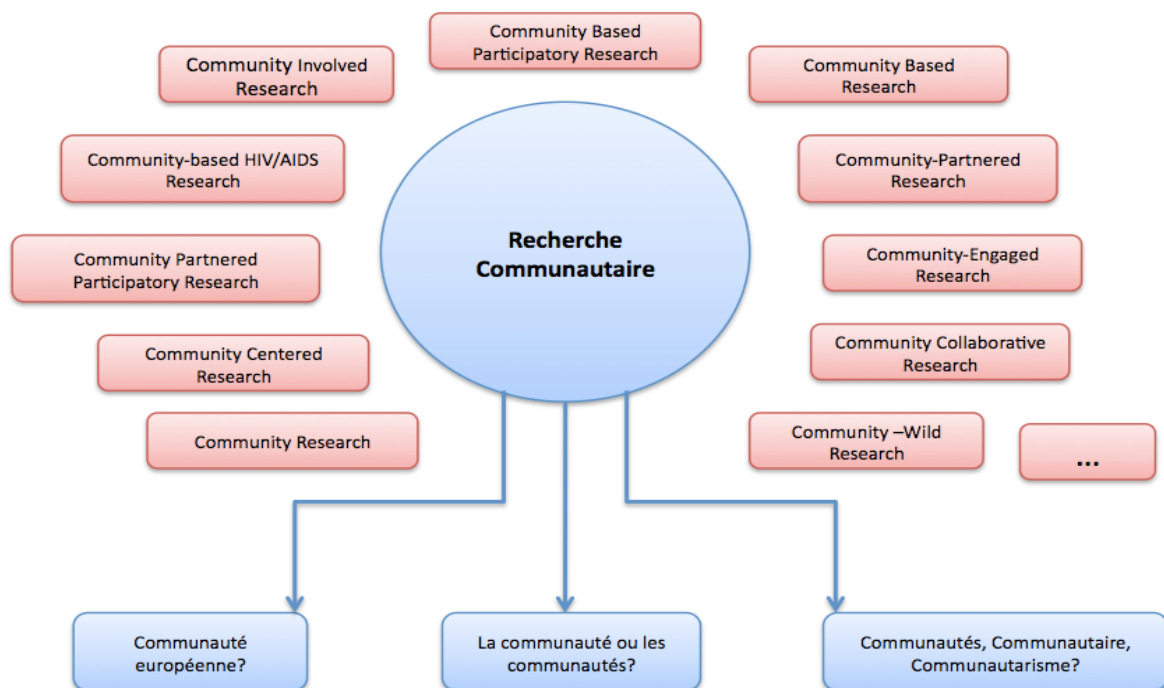 Community Based
Participatory Research
Community Involved
Research
Community Based
Research
Community-based HIV/AIDS
Research
Community-Partnered
Research
Recherche
Communautaire
Community Partnered
Participatory Research
Community-Engaged
Research
Community Centered
Research
Community Collaborative
Research
Community Research
Community –Wild
Research
...
Communauté
européenne?
La communauté ou les
communautés?
Communautés, Communautaire,
Communautarisme?